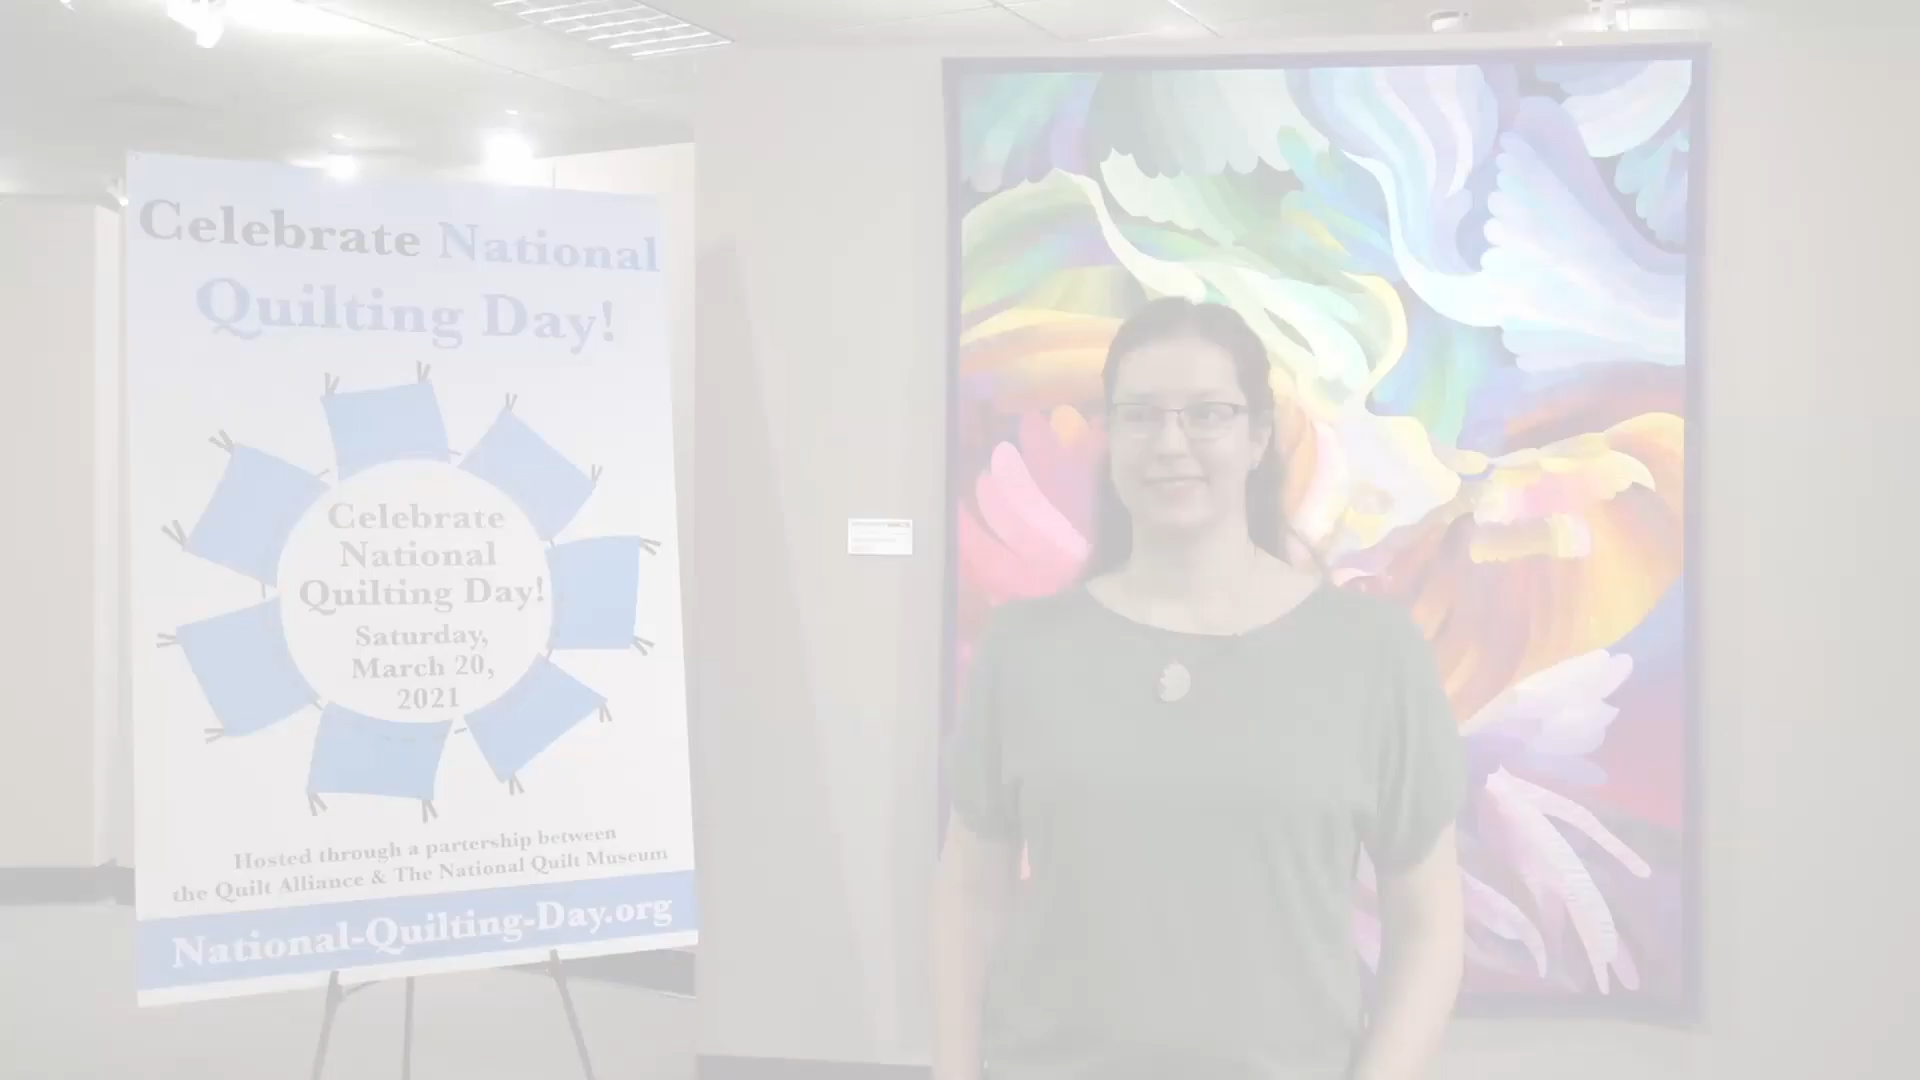 Celebrate National
Quilting Day!
Celebrate
National
Quilting Day!
Saturday,
March 20,
2021
Hosted through a partership between
the Quilt Alliance & The National Quilt Museum
National-Quilting-Day.org